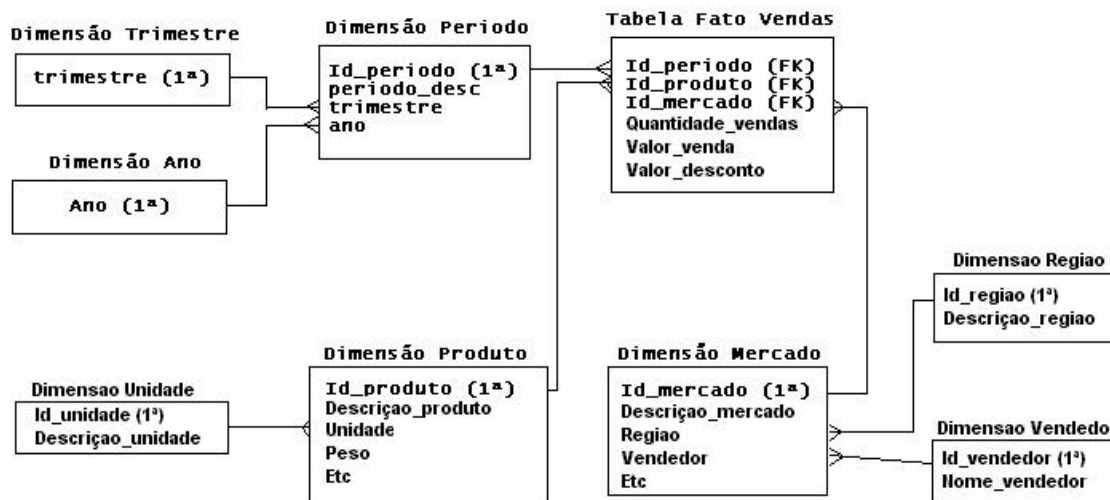 Dimensão Trimestre
trimestre (1ª)
Dimensão Ano
Ano (1ª)
Dimensão Periodo
Id_periodo (1ª)
periodo_desc
trimestre
ano
Tabela Fato Vendas
Id_periodo (FK)
Id_produto (FK)
Id_mercado (FK)
Quantidade_vendas
Valor_venda
Valor_desconto
Dimensao Unidade
Id_unidade (1ª)
Descriçao_unidade
Dimensão Produto
Id_produto (1ª)
Descriçao_produto
Unidade
Peso
Etc
Dimensão Mercado
Id_mercado (1ª)
Descriçao_mercado
Regiao
Vendedor
Etc
Dimensao Regiao
Id_regiao (1ª)
Descriçao_regiao
Dimensao Vendedo
Id_vendedor (1ª)
Nome_vendedor